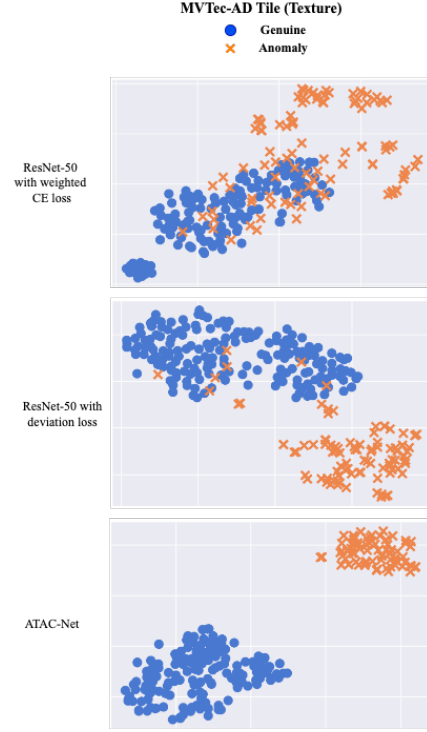 MVTec-AD Tile (Texture)
Genuine
Anomaly
ResNet-50
with weighted
CE loss
ResNet-50 with
deviation loss
ATAC-Net